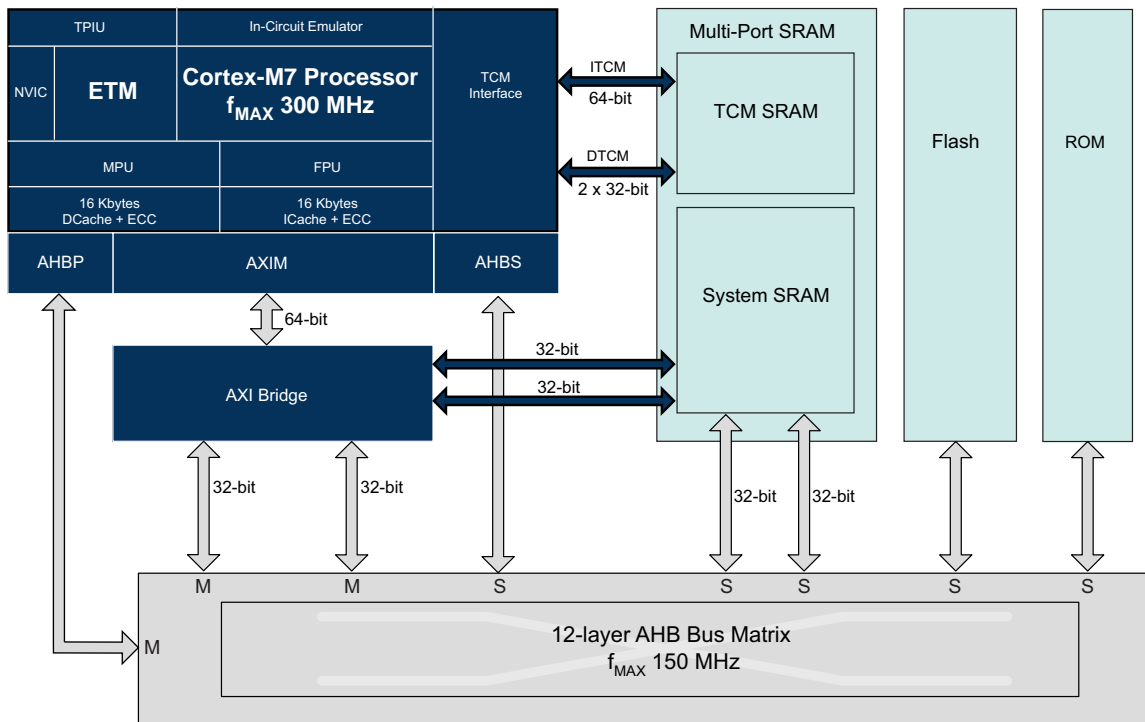 TPIU
In-Circuit Emulator
NVIC
ETM
Cortex-M7 Processor
fMAX 300 MHz
TCM
Interface
MPU
FPU
16 Kbytes
DCache + ECC
16 Kbytes
ICache + ECC
AHBP
AXIM
AHBS
ITCM
64-bit
DTCM
2 x 32-bit
Multi-Port SRAM
TCM SRAM
System SRAM
Flash
ROM
64-bit
AXI Bridge
32-bit
32-bit
32-bit
32-bit
32-bit
32-bit
M
M
S
S
S
S
S
M
12-layer AHB Bus Matrix
fMAX 150 MHz